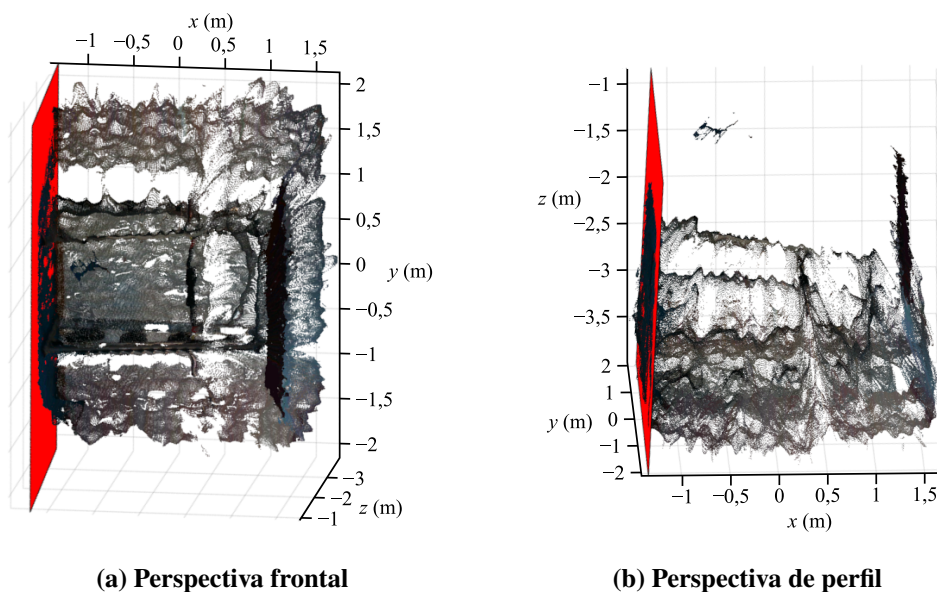 x (m)
−1 −0,5 0 0,5 1 1,5
2
1,5
1
0,5
0
y (m)
−0,5
−1
−1,5
−2
−3
−2
z (m)
−1
(a) Perspectiva frontal
−1
−1,5
−2
z (m)
−2,5
−3
−3,5
2
1
y (m) 0
−1
−2
−1 −0,5 0 0,5 1 1,5
x (m)
(b) Perspectiva de perfil